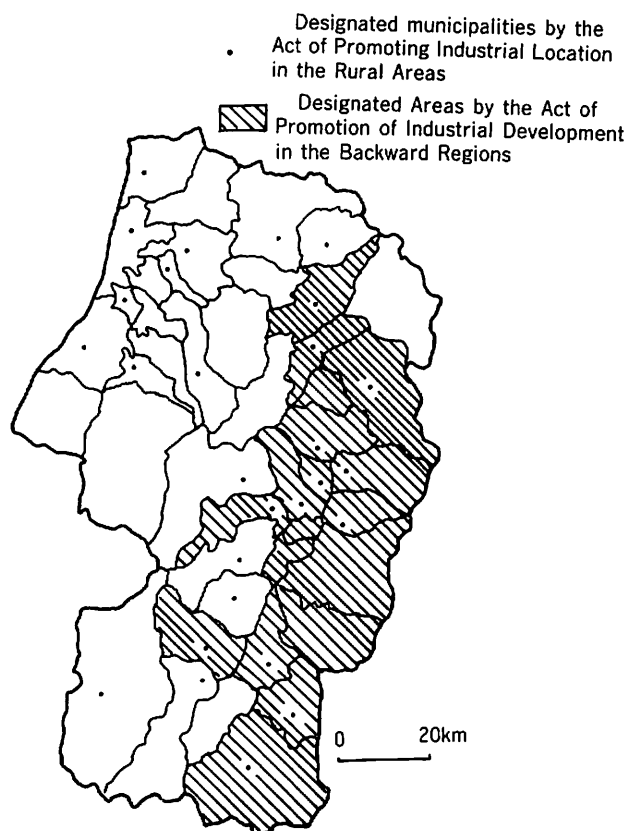 Designated municipalities by the
Act of Promoting Industrial Location
in the Rural Areas
Designated Areas by the Act of
Promotion of Industrial Development
in the Backward Regions
0 20km